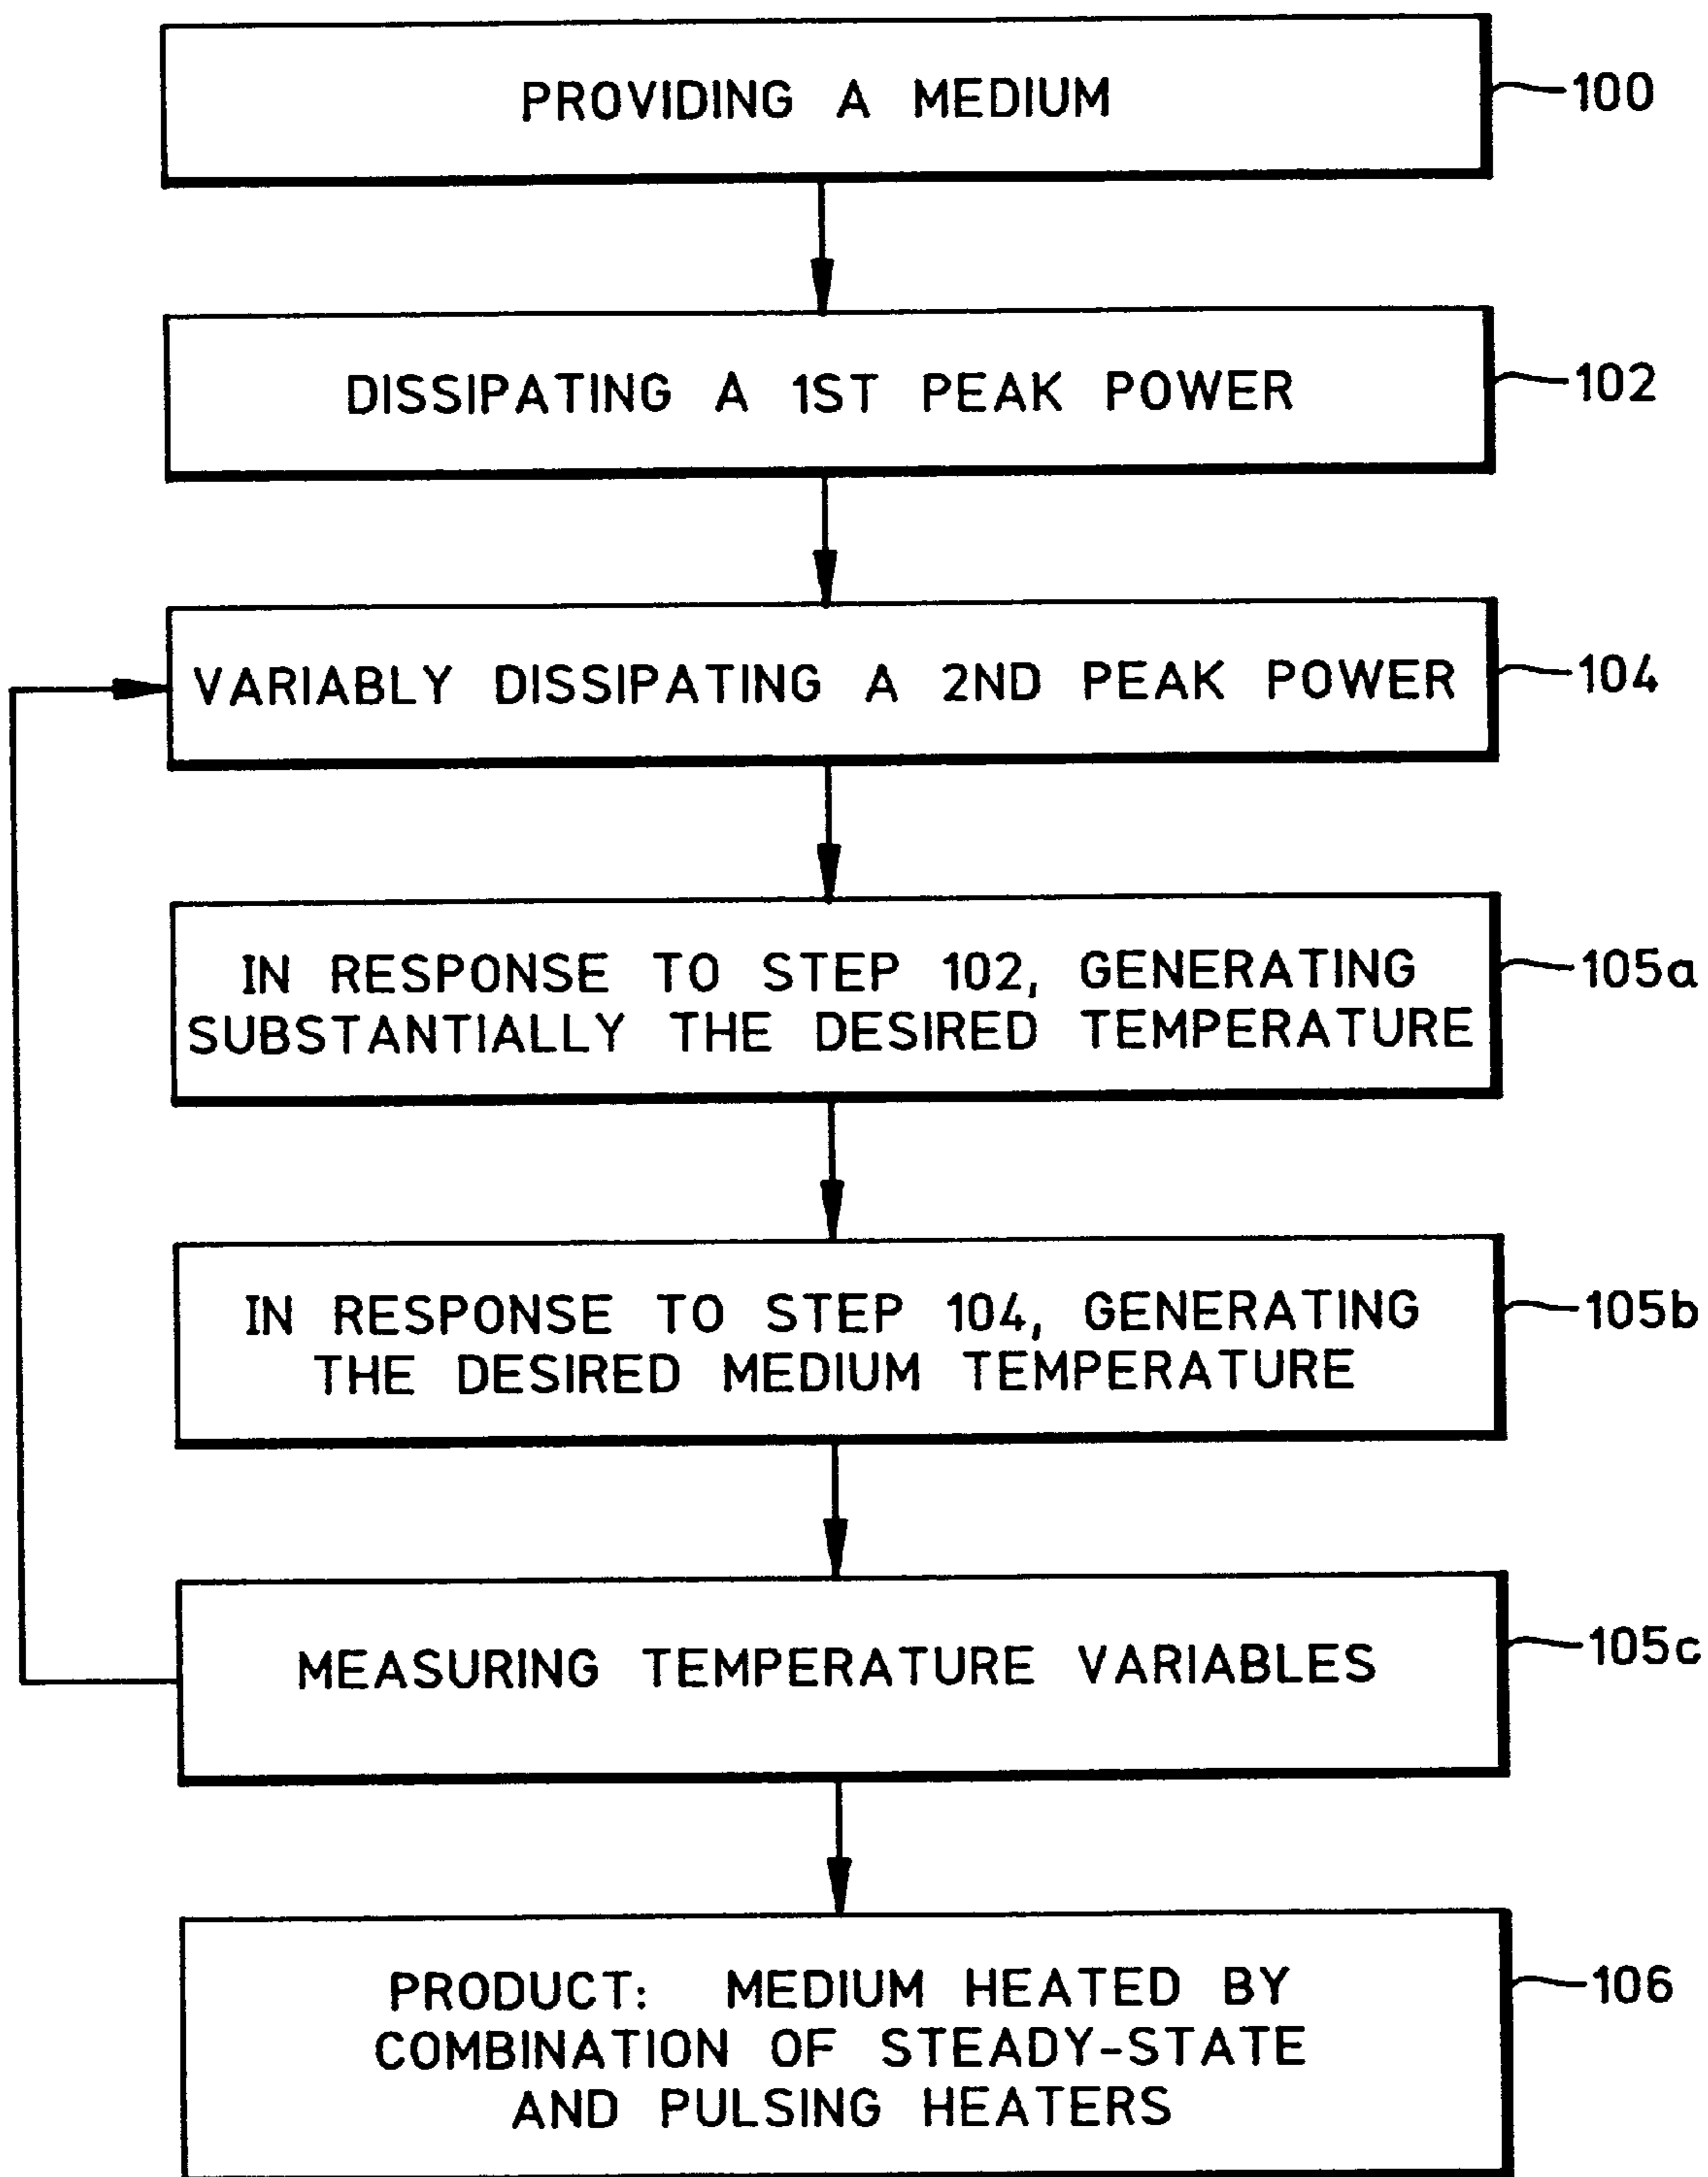 PROVIDING A MEDIUM
100
DISSIPATING A 1ST PEAK POWER
102
VARIABLY DISSIPATING A 2ND PEAK POWER
104
IN RESPONSE TO STEP 102, GENERATING
SUBSTANTIALLY THE DESIRED TEMPERATURE
105a
IN RESPONSE TO STEP 104, GENERATING
THE DESIRED MEDIUM TEMPERATURE
105b
MEASURING TEMPERATURE VARIABLES
105c
PRODUCT: MEDIUM HEATED BY
COMBINATION OF STEADY-STATE
AND PULSING HEATERS
106